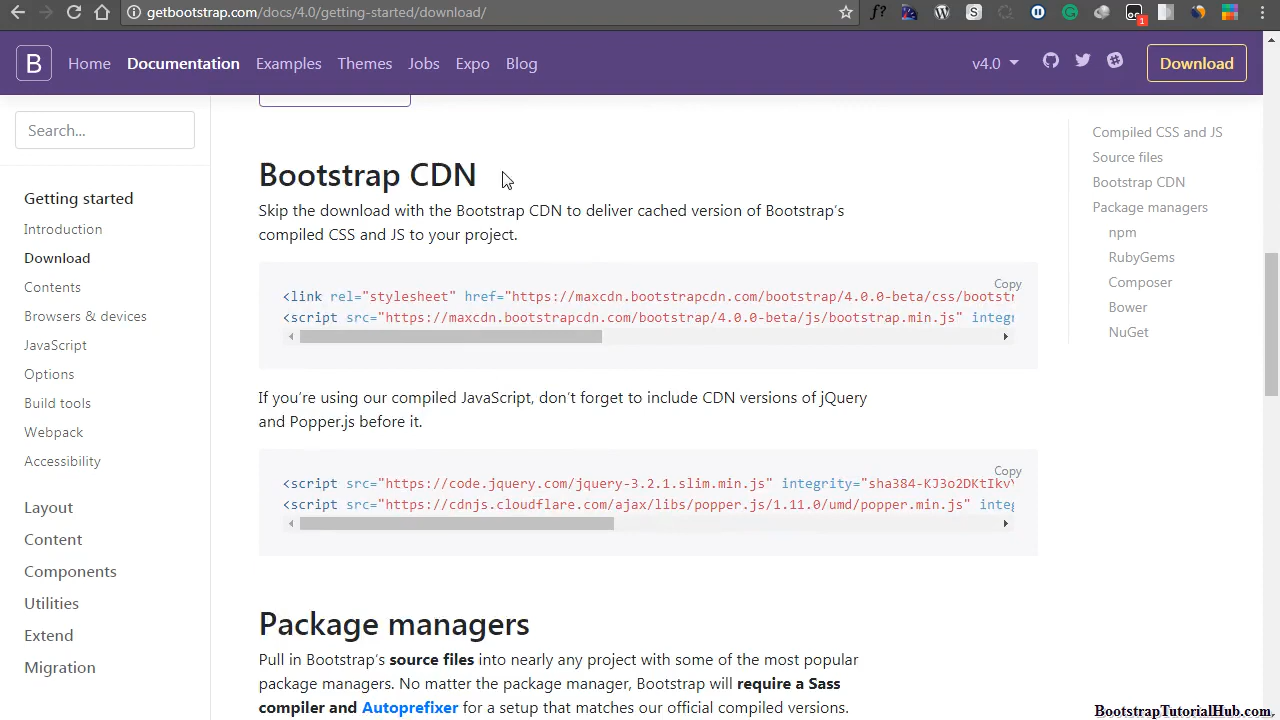 getbootstrap.com/docs/4.0/getting-started/download/
f?
S
1
B Home Documentation Examples Themes Jobs Expo Blog v4.0 Download
Search...
Getting started
Introduction
Download
Contents
Browsers & devices
JavaScript
Options
Build tools
Webpack
Accessibility
Layout
Content
Components
Utilities
Extend
Migration
Bootstrap CDN
Skip the download with the Bootstrap CDN to deliver cached version of Bootstrap’s
compiled CSS and JS to your project.
Copy
<link rel="stylesheet" href="https://maxcdn.bootstrapcdn.com/bootstrap/4.0.0-beta/css/bootstr
<script src="https://maxcdn.bootstrapcdn.com/bootstrap/4.0.0-beta/js/bootstrap.min.js" integr
If you’re using our compiled JavaScript, don’t forget to include CDN versions of jQuery
and Popper.js before it.
Copy
<script src="https://code.jquery.com/jquery-3.2.1.slim.min.js" integrity="sha384-KJ3o2DKtIkv
<script src="https://cdnjs.cloudflare.com/ajax/libs/popper.js/1.11.0/umd/popper.min.js" integ
Package managers
Pull in Bootstrap’s source files into nearly any project with some of the most popular
package managers. No matter the package manager, Bootstrap will require a Sass
compiler and Autoprefixer for a setup that matches our official compiled versions.
Compiled CSS and JS
Source files
Bootstrap CDN
Package managers
npm
RubyGems
Composer
Bower
NuGet
BootstrapTutorialHub.com.